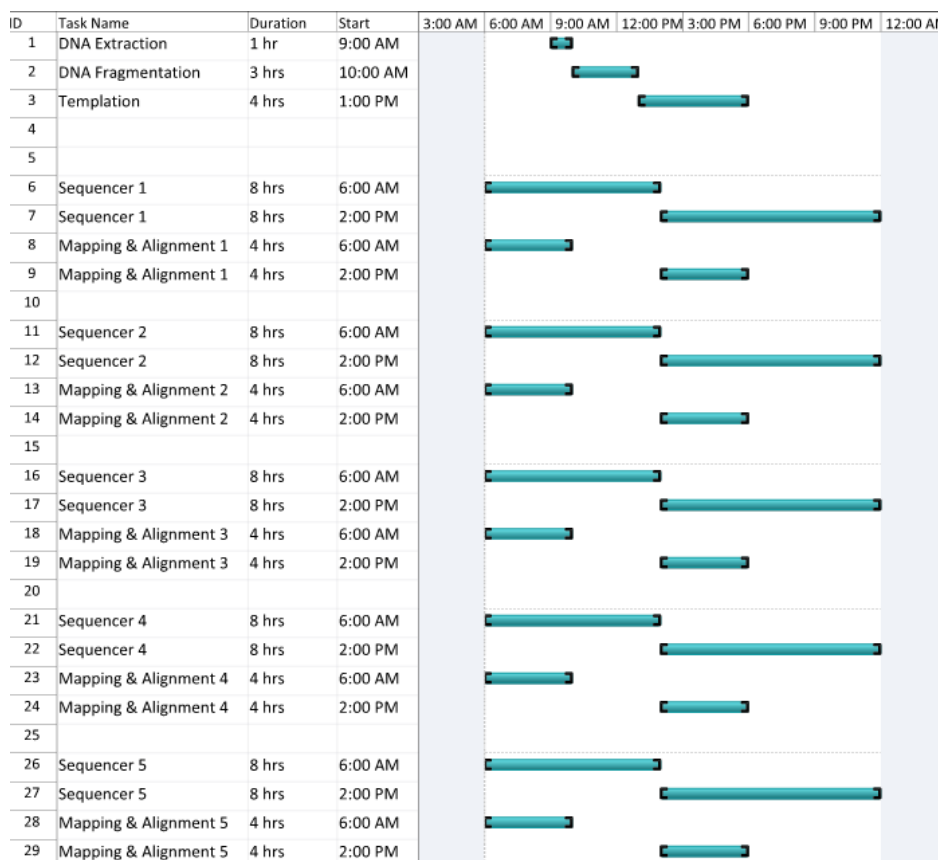 ID Task Name Duration Start 3:00 AM 6:00 AM 9:00 AM 12:00 PM 3:00 PM 6:00 PM 9:00 PM 12:00 AM
1 DNA Extraction 1 hr 9:00 AM
2 DNA Fragmentation 3 hrs 10:00 AM
3 Templation 4 hrs 1:00 PM
4
5
6 Sequencer 1 8 hrs 6:00 AM
7 Sequencer 1 8 hrs 2:00 PM
8 Mapping & Alignment 1 4 hrs 6:00 AM
9 Mapping & Alignment 1 4 hrs 2:00 PM
10
11 Sequencer 2 8 hrs 6:00 AM
12 Sequencer 2 8 hrs 2:00 PM
13 Mapping & Alignment 2 4 hrs 6:00 AM
14 Mapping & Alignment 2 4 hrs 2:00 PM
15
16 Sequencer 3 8 hrs 6:00 AM
17 Sequencer 3 8 hrs 2:00 PM
18 Mapping & Alignment 3 4 hrs 6:00 AM
19 Mapping & Alignment 3 4 hrs 2:00 PM
20
21 Sequencer 4 8 hrs 6:00 AM
22 Sequencer 4 8 hrs 2:00 PM
23 Mapping & Alignment 4 4 hrs 6:00 AM
24 Mapping & Alignment 4 4 hrs 2:00 PM
25
26 Sequencer 5 8 hrs 6:00 AM
27 Sequencer 5 8 hrs 2:00 PM
28 Mapping & Alignment 5 4 hrs 6:00 AM
29 Mapping & Alignment 5 4 hrs 2:00 PM